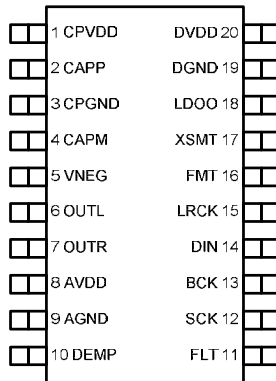 1 CPVDD DVDD 20
2 CAPP DGND 19
3 CPGND LDOO 18
4 CAPM XSMT 17
5 VNEG FMT 16
6 OUTL LRCK 15
7 OUTR DIN 14
8 AVDD BCK 13
9 AGND SCK 12
10 DEMP FLT 11